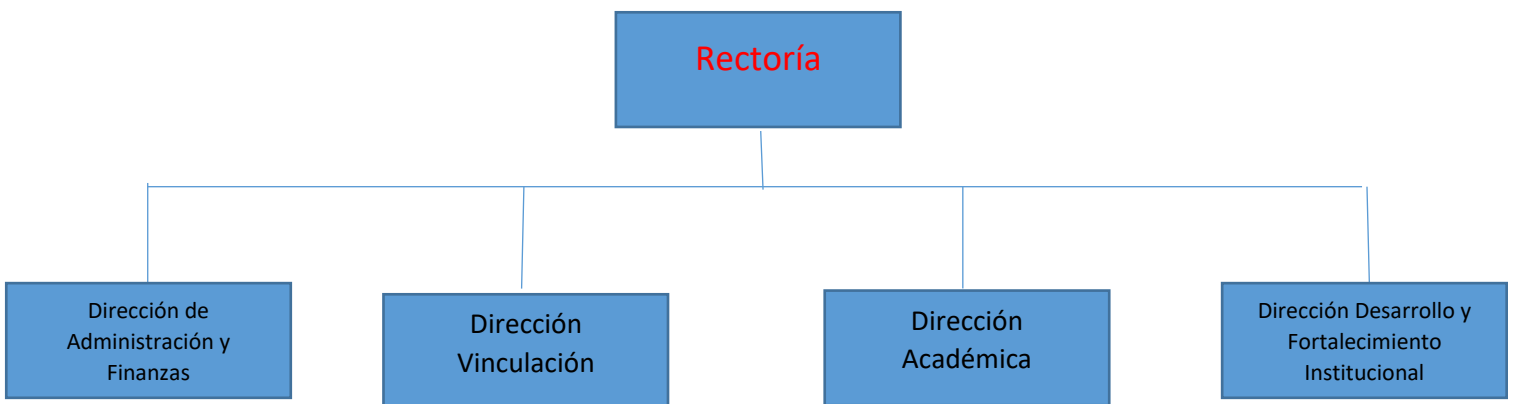 Rectoría
Dirección de
Administración y
Finanzas
Dirección
Vinculación
Dirección
Académica
Dirección Desarrollo y
Fortalecimiento
Institucional